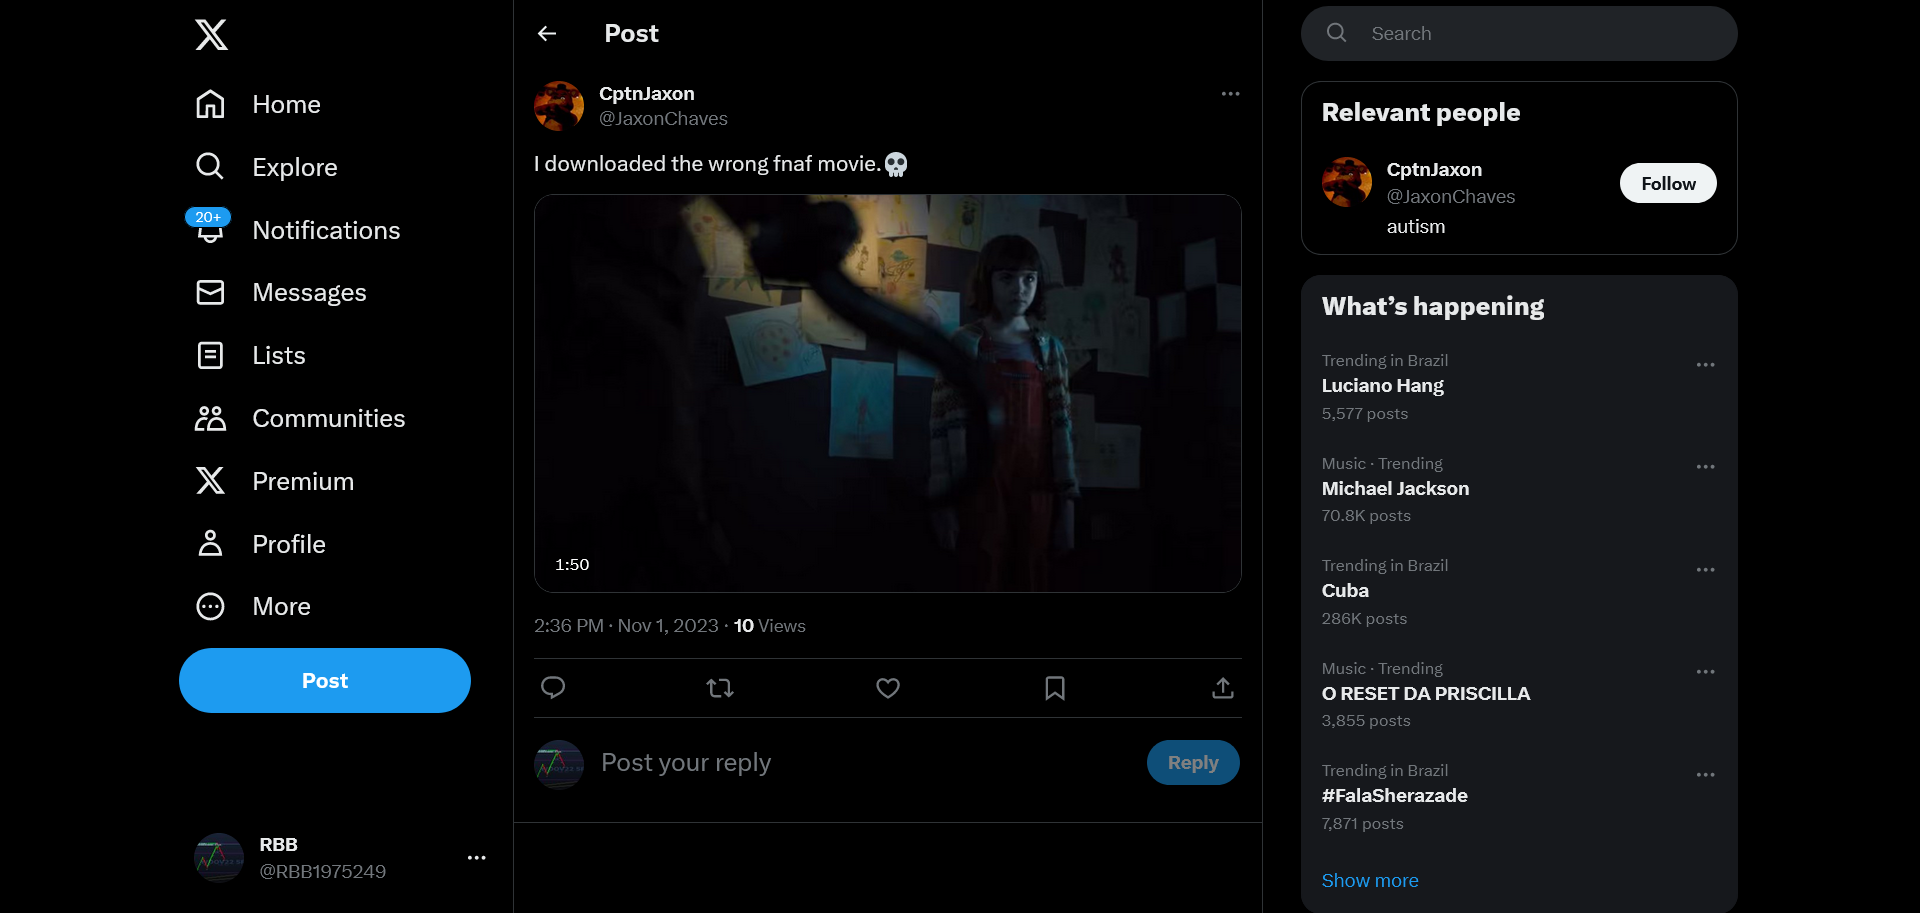 Home
Explore
20+
Notifications
Messages
Lists
Communities
Premium
Profile
More
Post
RBB
@RBB1975249
Post
CptnJaxon
@JaxonChaves
I downloaded the wrong fnaf movie.💀
1:50
2:36 PM · Nov 1, 2023 · 10 Views
Post your reply
Reply
Search
Relevant people
CptnJaxon
@JaxonChaves
Follow
autism
What’s happening
Trending in Brazil
Luciano Hang
5,577 posts
Music · Trending
Michael Jackson
70.8K posts
Trending in Brazil
Cuba
286K posts
Music · Trending
O RESET DA PRISCILLA
3,855 posts
Trending in Brazil
#FalaSherazade
7,871 posts
Show more